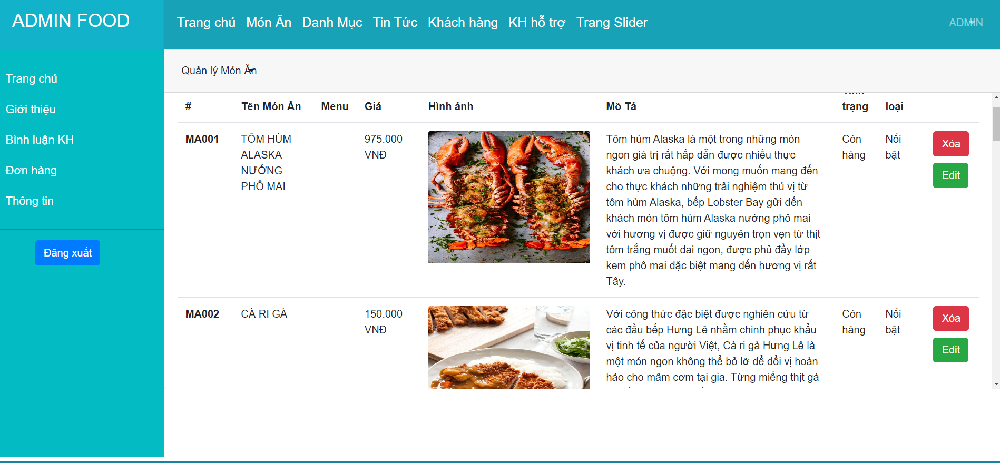 ADMIN FOOD
Trang chủ Món Ăn Danh Mục Tin Tức Khách hàng KH hỗ trợ Trang Slider
ADMIN
Trang chủ
Giới thiệu
Bình luận KH
Đơn hàng
Thông tin
Đăng xuất
Quản lý Món Ăn
# Tên Món Ăn Menu Giá Hình ảnh Mô Tả trạng loại
MA001
TÔM HÙM
ALASKA
NƯỚNG
PHÔ MAI
975.000
VNĐ
Tôm hùm Alaska là một trong những món
ngon giá trị rất hấp dẫn được nhiều thực
khách ưa chuộng. Với mong muốn mang đến
cho thực khách những trải nghiệm thú vị từ
tôm hùm Alaska, bếp Lobster Bay gửi đến
khách món tôm hùm Alaska nướng phô mai
với hương vị được giữ nguyên trọn vẹn từ thịt
tôm trắng muốt dai ngon, được phủ đầy lớp
kem phô mai đặc biệt mang đến hương vị rất
Tây.
Còn
hàng
Nổi
bật
Xóa
Edit
MA002
CÀ RI GÀ
150.000
VNĐ
Với công thức đặc biệt được nghiên cứu từ
các đầu bếp Hưng Lê nhằm chinh phục khẩu
vị tinh tế của người Việt, Cà ri gà Hưng Lê là
một món ngon không thể bỏ lỡ để đổi vị hoàn
hảo cho mâm cơm tại gia. Từng miếng thịt gà
Còn
hàng
Nổi
bật
Xóa
Edit